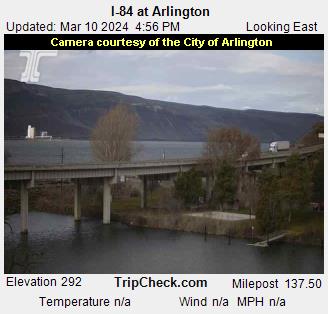 I-84 at Arlington
Updated: Mar 10 2024 4:56 PM Looking East
Camera courtesy of the City of Arlington
Elevation 292 TripCheck.com Milepost 137.50
Temperature n/a Wind n/a MPH n/a